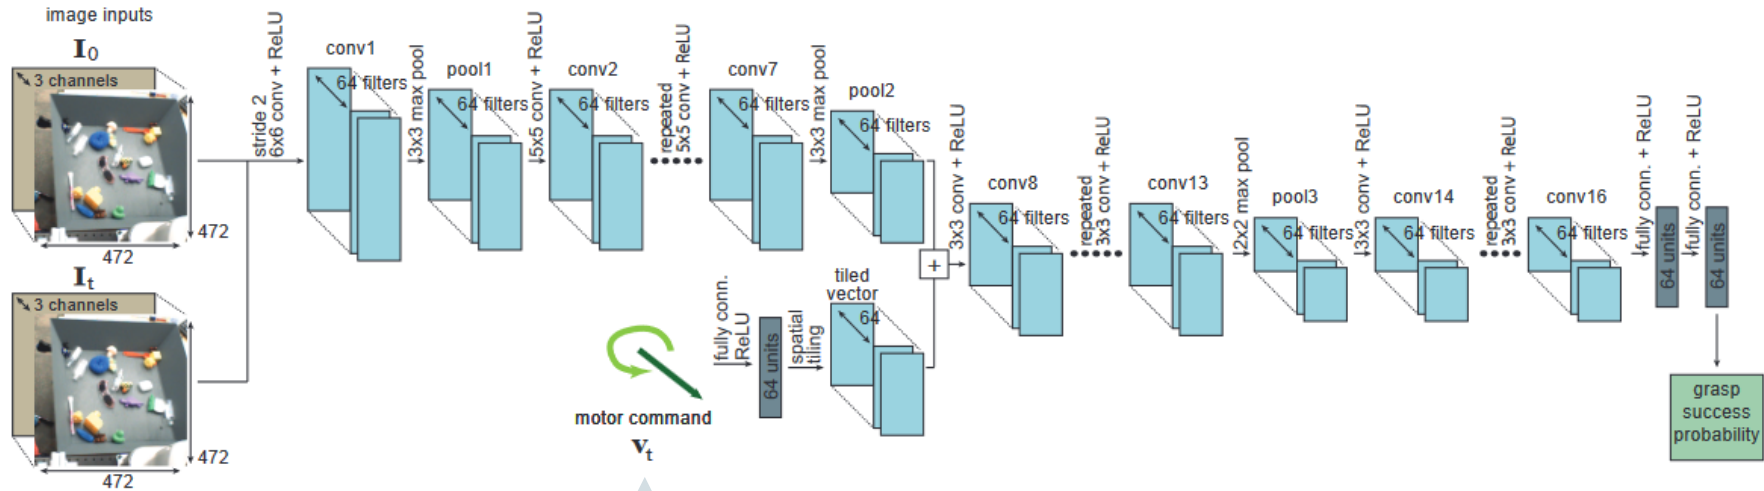 image inputs
I0
3 channels
472
472
It
3 channels
472
472
stride 2
6x6 conv + ReLU
conv1
64 filters
3x3 max pool
pool1
64 filters
5x5 conv + ReLU
conv2
64 filters
repeated
5x5 conv + ReLU
conv7
64 filters
3x3 max pool
pool2
64 filters
motor command
vt
fully conn.
ReLU
64 units
spatial
tiling
tiled
vector
64
+
3x3 conv + ReLU
conv8
64 filters
repeated
3x3 conv + ReLU
conv13
64 filters
2x2 max pool
pool3
64 filters
3x3 conv + ReLU
conv14
64 filters
repeated
3x3 conv + ReLU
conv16
64 filters
fully conn. + ReLU
64 units
fully conn. + ReLU
64 units
grasp
success
probability